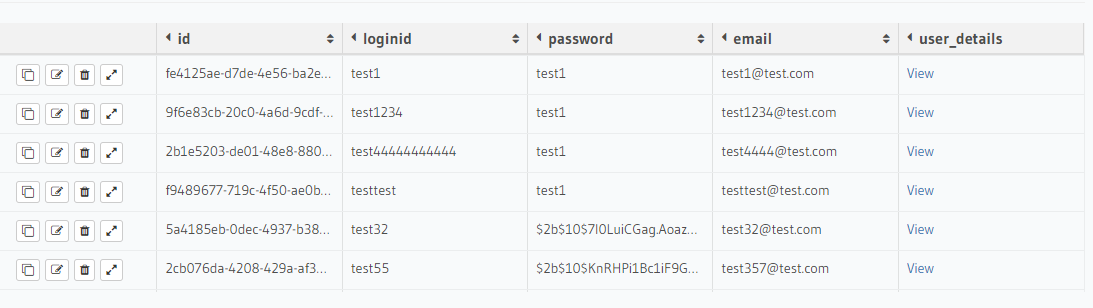 id loginid password email user_details
fe4125ae-d7de-4e56-ba2e... test1 test1 test1@test.com View
9f6e83cb-20c0-4a6d-9cdf-... test1234 test1 test1234@test.com View
2b1e5203-de01-48e8-880... test44444444444 test1 test4444@test.com View
f9489677-719c-4f50-ae0b... testtest test1 testtest@test.com View
5a4185eb-0dec-4937-b38... test32 $2b$10$7l0LuiCGag.Aoaz... test32@test.com View
2cb076da-4208-429a-af3... test55 $2b$10$KnRHPi1Bc1iF9G... test357@test.com View